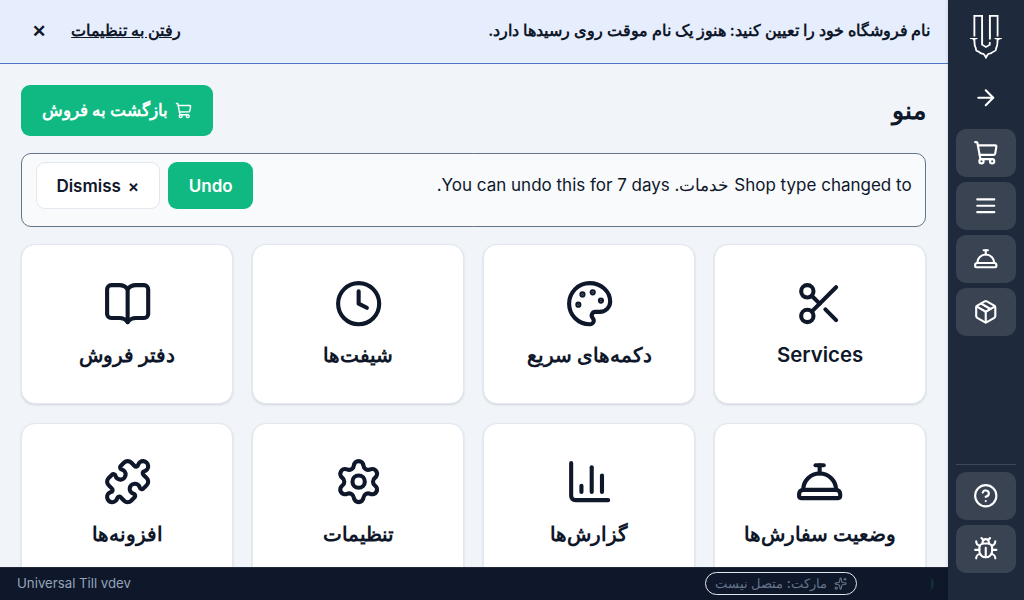 نام فروشگاه خود را تعیین کنید: هنوز یک نام موقت روی رسیدها دارد.
رفتن به تنظیمات
منو
بازگشت به فروش
Shop type changed to خدمات. You can undo this for 7 days.
Undo
× Dismiss
Services
دکمه‌های سریع
شیفت‌ها
دفتر فروش
وضعیت سفارش‌ها
گزارش‌ها
تنظیمات
افزونه‌ها
مارکت: متصل نیست
Universal Till vdev